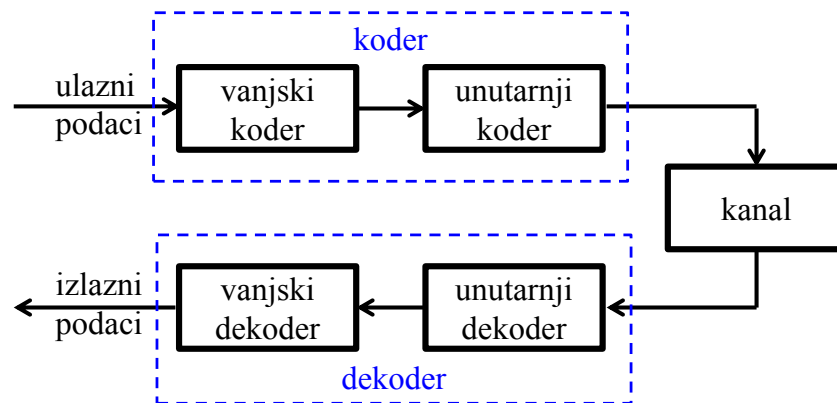 koder
ulazni
podaci
vanjski
koder
unutarnji
koder
kanal
izlazni
podaci
vanjski
dekoder
unutarnji
dekoder
dekoder